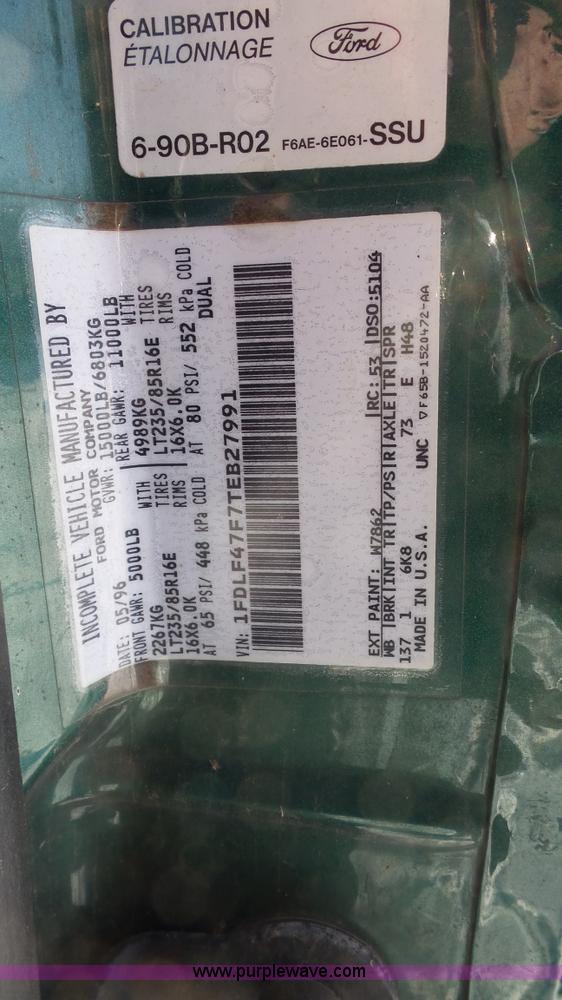 CALIBRATION
ÉTALONNAGE
Ford
6-90B-R02 F6AE-6E061-SSU
INCOMPLETE VEHICLE MANUFACTURED BY
FORD MOTOR COMPANY
GVWR: 15000LB/6803KG
DATE: 05/96
FRONT GAWR: 5000LB
2267KG WITH
LT235/85R16E TIRES
16X6.0K RIMS
AT 65 PSI/ 448 kPa COLD
REAR GAWR: 11000LB
4989KG WITH
LT235/85R16E TIRES
16X6.0K RIMS
AT 80 PSI/ 552 kPa COLD
DUAL
VIN: 1FDLF47F7TEB27991
EXT PAINT: W7862 RC: 53 DSO: 5104
WB BRK INT TR TP/PS R AXLE TR SPR
137 1 6K8 73 E H48
MADE IN U.S.A. UNC ▽F65B-1520472-AA
www.purplewave.com